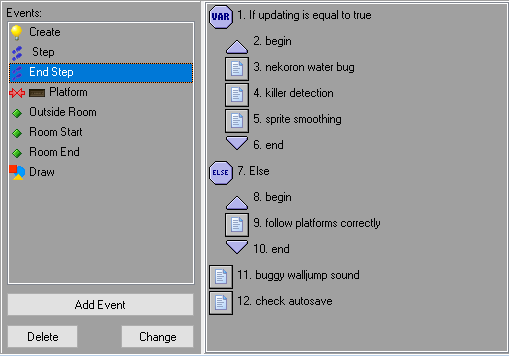 Events:
Create
Step
End Step
Platform
Outside Room
Room Start
Room End
Draw
Add Event
Delete
Change
VAR 1. If updating is equal to true
2. begin
3. nekoron water bug
4. killer detection
5. sprite smoothing
6. end
ELSE 7. Else
8. begin
9. follow platforms correctly
10. end
11. buggy walljump sound
12. check autosave